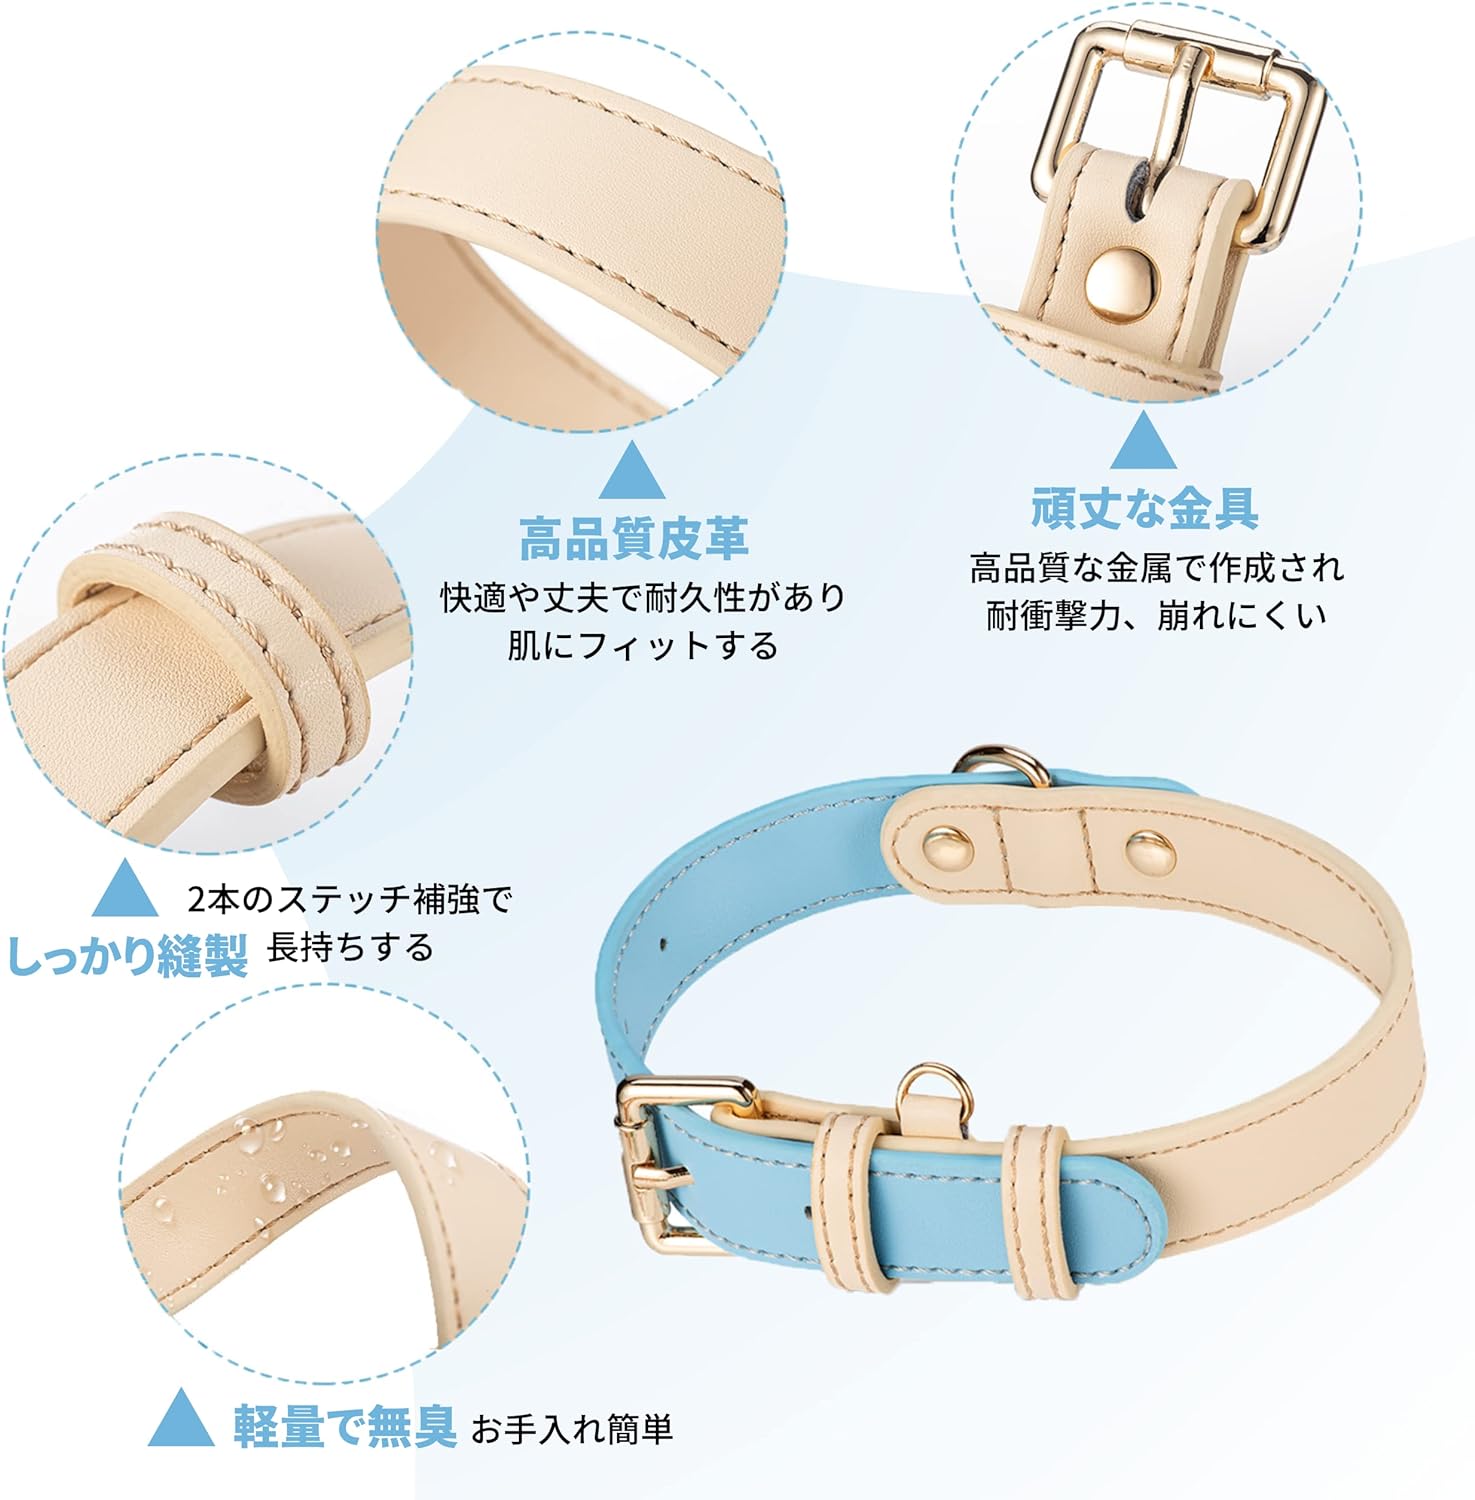 高品質皮革
快適や丈夫で耐久性があり
肌にフィットする
頑丈な金具
高品質な金属で作成され
耐衝撃力、崩れにくい
しっかり縫製
2本のステッチ補強で
長持ちする
軽量で無臭
お手入れ簡単